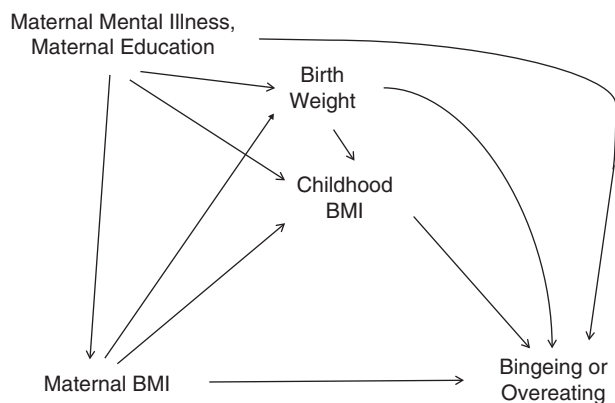 Maternal Mental Illness,
Maternal Education
Birth
Weight
Childhood
BMI
Maternal BMI
Bingeing or
Overeating